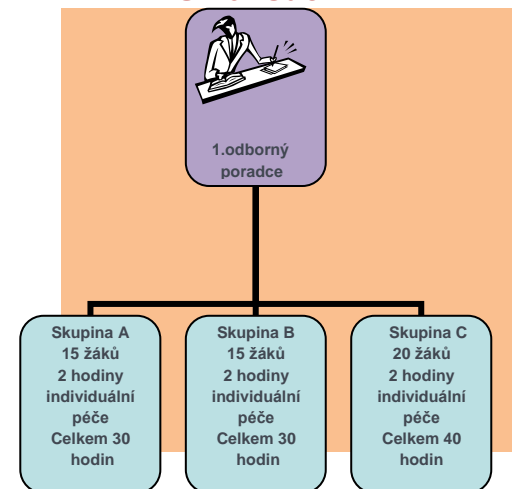 1.odborný
poradce
Skupina A
15 žáků
2 hodiny
individuální
péče
Celkem 30
hodin
Skupina B
15 žáků
2 hodiny
individuální
péče
Celkem 30
hodin
Skupina C
20 žáků
2 hodiny
individuální
péče
Celkem 40
hodin